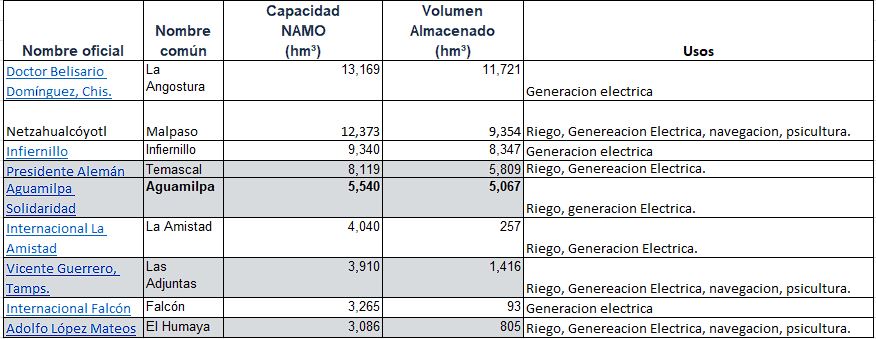 Nombre oficial Nombre común Capacidad NAMO (hm³) Volumen Almacenado (hm³) Usos
Doctor Belisario Domínguez, Chis. La Angostura 13,169 11,721 Generacion electrica
Netzahualcóyotl Malpaso 12,373 9,354 Riego, Genereacion Electrica, navegacion, psicultura.
Infiernillo Infiernillo 9,340 8,347 Generacion electrica
Presidente Alemán Temascal 8,119 5,809 Riego, Genereacion Electrica.
Aguamilpa Solidaridad Aguamilpa 5,540 5,067 Riego, generacion Electrica.
Internacional La Amistad La Amistad 4,040 257 Riego, Generacion Electrica.
Vicente Guerrero, Tamps. Las Adjuntas 3,910 1,416 Riego, Generacion Electrica, navegacion, psicultura.
Internacional Falcón Falcón 3,265 93 Generacion electrica
Adolfo López Mateos El Humaya 3,086 805 Riego, Genereacion Electrica, navegacion, psicultura.